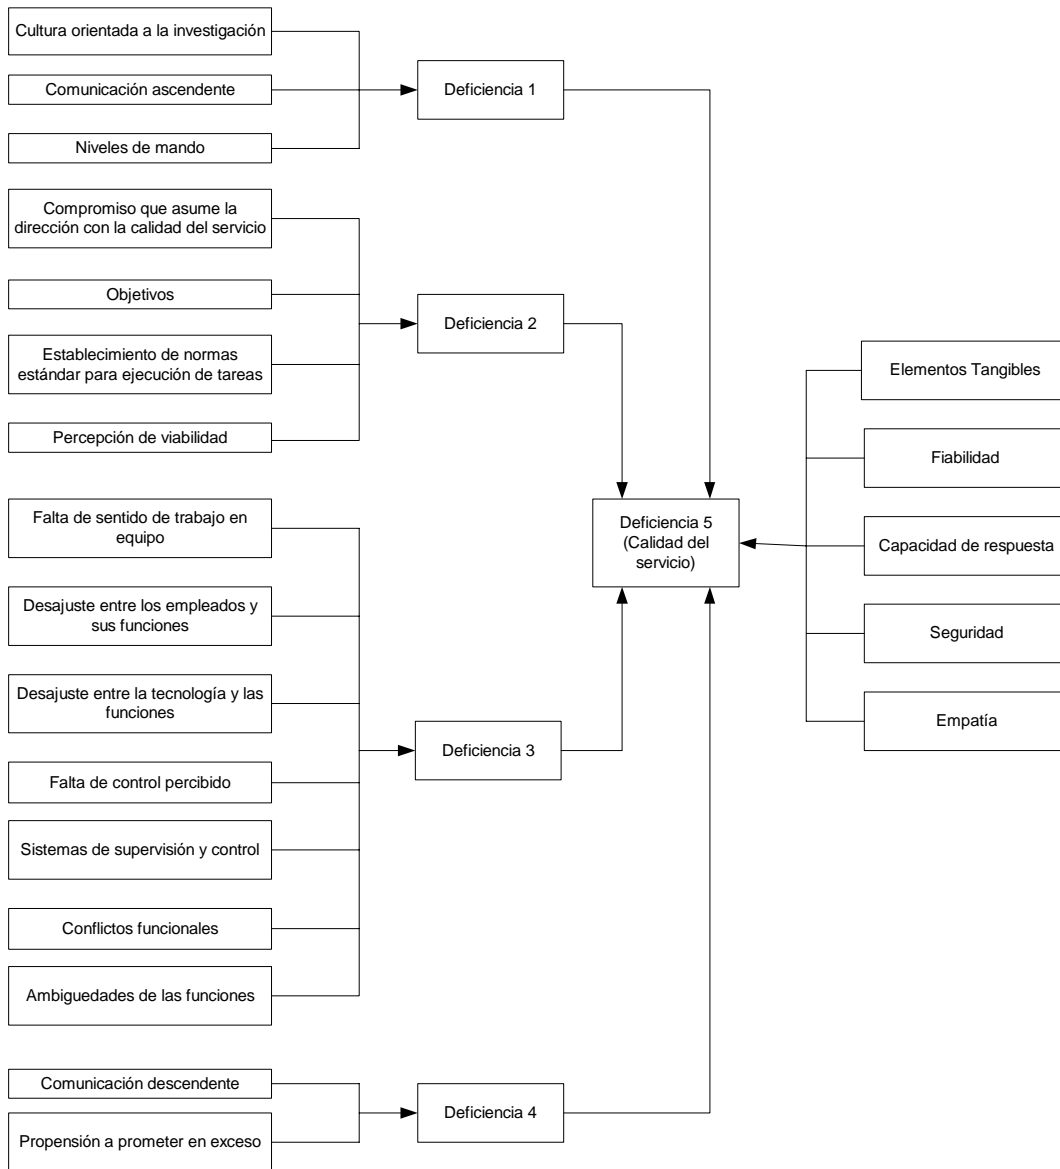 Cultura orientada a la investigación
Comunicación ascendente
Niveles de mando
Deficiencia 1
Compromiso que asume la
dirección con la calidad del servicio
Objetivos
Establecimiento de normas
estándar para ejecución de tareas
Percepción de viabilidad
Deficiencia 2
Falta de sentido de trabajo en
equipo
Desajuste entre los empleados y
sus funciones
Desajuste entre la tecnología y las
funciones
Falta de control percibido
Sistemas de supervisión y control
Conflictos funcionales
Ambiguedades de las funciones
Deficiencia 3
Comunicación descendente
Propensión a prometer en exceso
Deficiencia 4
Deficiencia 5
(Calidad del
servicio)
Elementos Tangibles
Fiabilidad
Capacidad de respuesta
Seguridad
Empatía